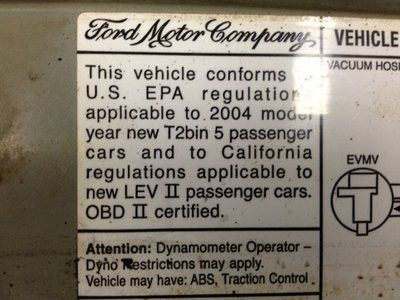 Ford Motor Company
VEHICLE
This vehicle conforms
U.S. EPA regulation
applicable to 2004 model
year new T2bin 5 passenger
cars and to California
regulations applicable to
new LEV II passenger cars.
OBD II certified.
VACUUM HOS
EVMV
Attention: Dynamometer Operator –
Dyno Restrictions may apply.
Vehicle may have: ABS, Traction Control